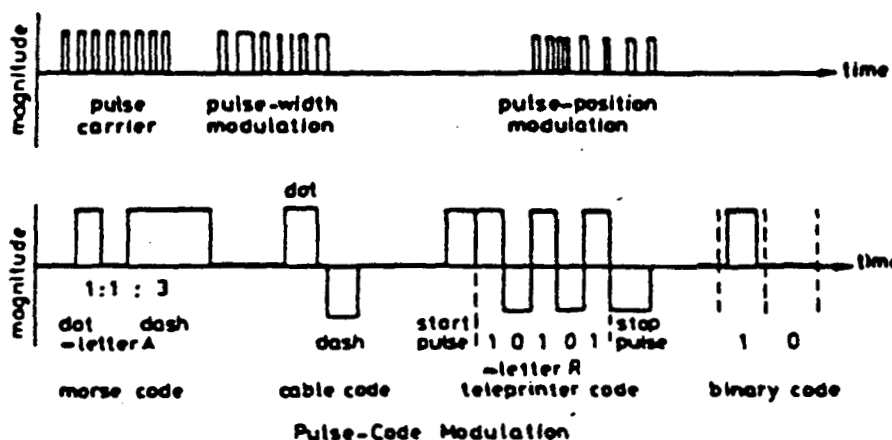 magnitude
time
pulse carrier
pulse-width modulation
pulse-position modulation
magnitude
time
dot
1:1 : 3
dot dash
=letter A
dash
start pulse
1 0 1 0 1
stop pulse
=letter R
1 0
morse code
cable code
teleprinter code
binary code
Pulse-Code Modulation